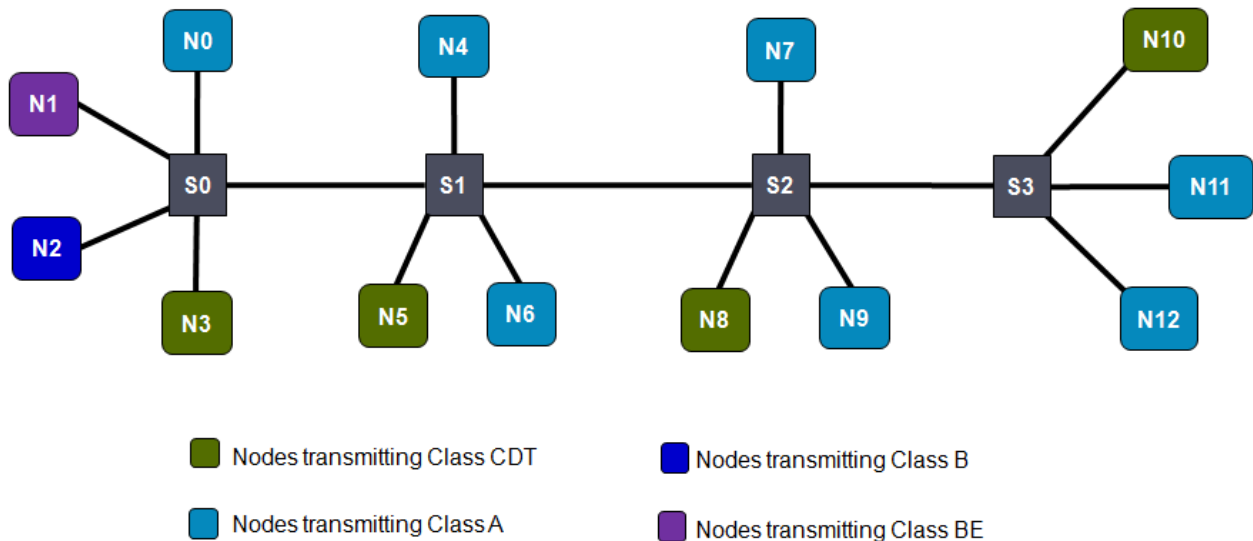 N0
N4
N7
N10
N1
S0
S1
S2
S3
N11
N2
N3
N5
N6
N8
N9
N12
Nodes transmitting Class CDT
Nodes transmitting Class B
Nodes transmitting Class A
Nodes transmitting Class BE